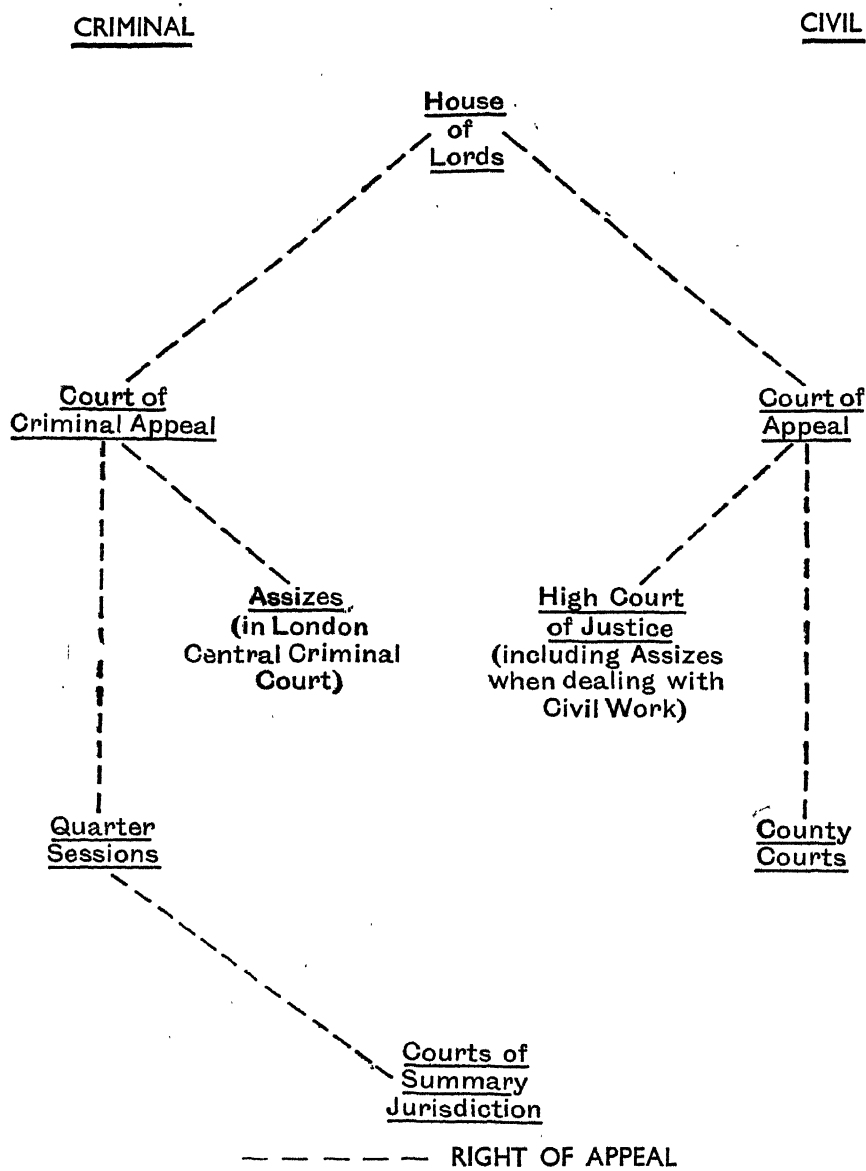 CRIMINAL
CIVIL
House
of
Lords
Court of
Criminal Appeal
Court of
Appeal
Assizes
(in London
Central Criminal
Court)
High Court
of Justice
(including Assizes
when dealing with
Civil Work)
Quarter
Sessions
County
Courts
Courts of
Summary
Jurisdiction
RIGHT OF APPEAL